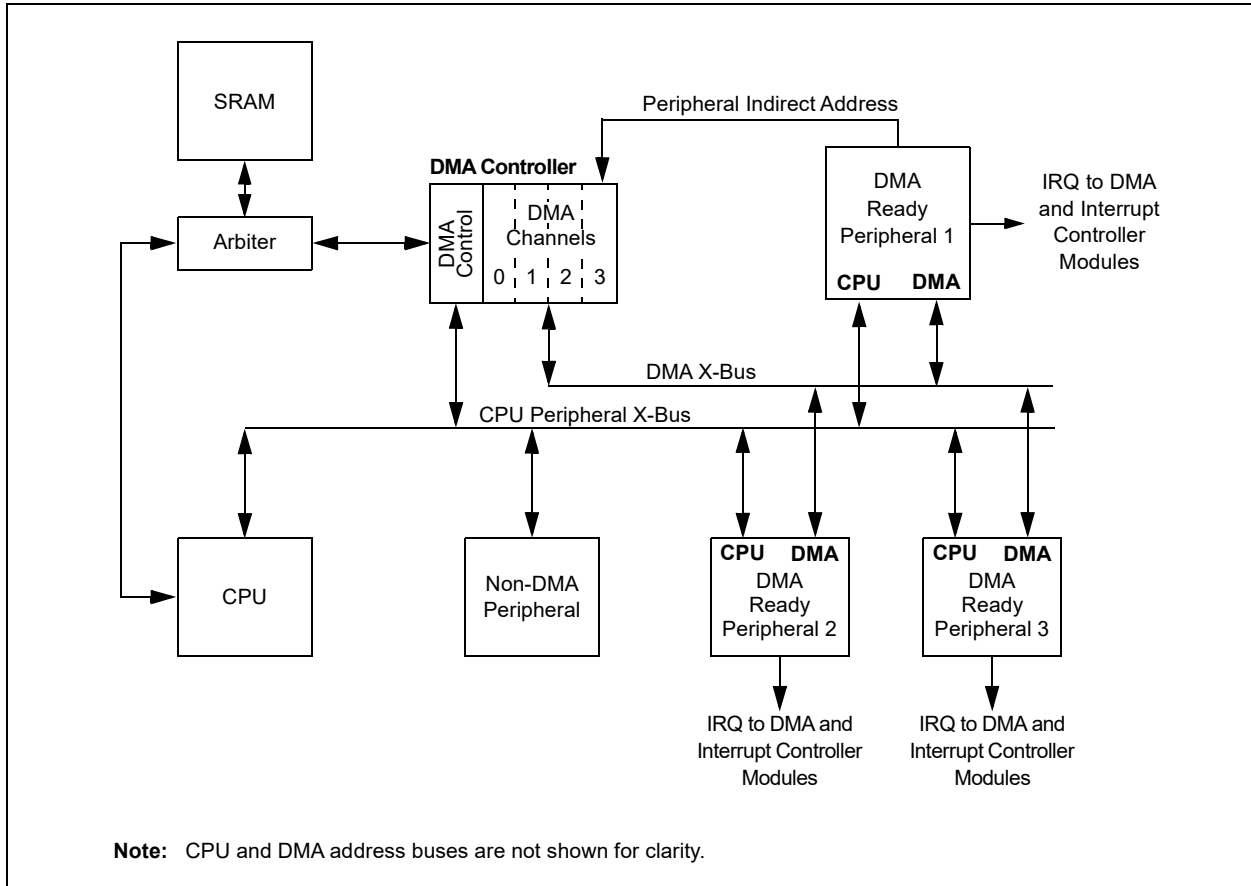 SRAM
Peripheral Indirect Address
DMA Controller
DMA
Control
DMA
Channels
0 1 2 3
Arbiter
DMA
Ready
Peripheral 1
CPU DMA
IRQ to DMA
and Interrupt
Controller
Modules
DMA X-Bus
CPU Peripheral X-Bus
CPU
Non-DMA
Peripheral
CPU DMA
DMA
Ready
Peripheral 2
CPU DMA
DMA
Ready
Peripheral 3
IRQ to DMA and
Interrupt Controller
Modules
IRQ to DMA and
Interrupt Controller
Modules
Note: CPU and DMA address buses are not shown for clarity.